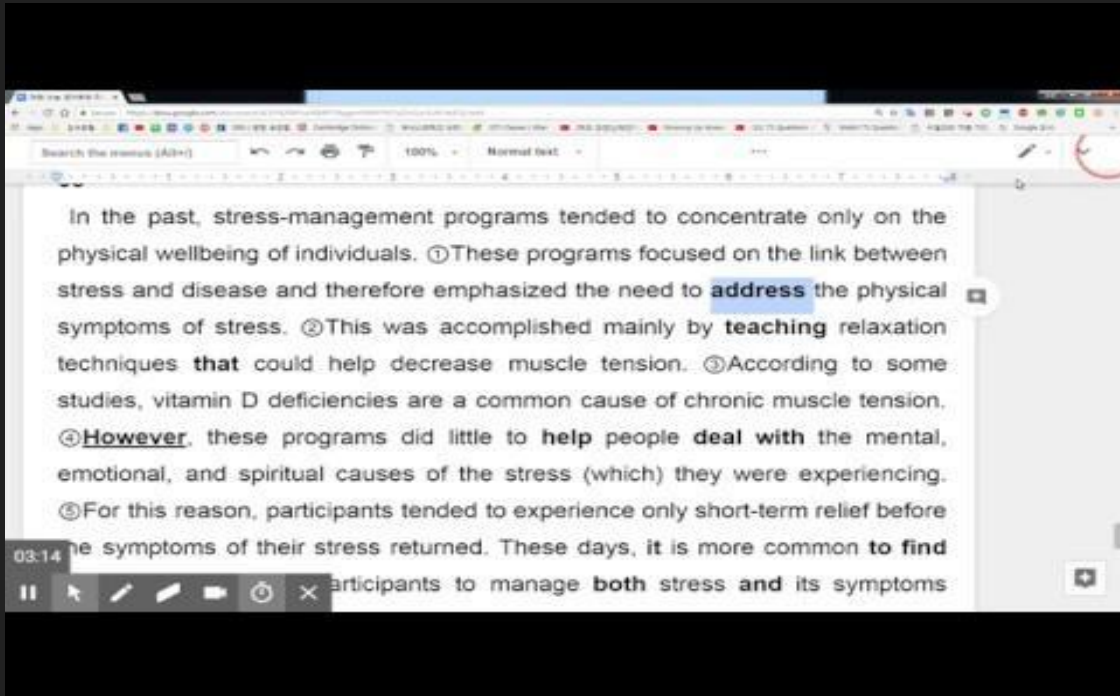 Search the menus (Alt+/) 100% Normal text
In the past, stress-management programs tended to concentrate only on the
physical wellbeing of individuals. ①These programs focused on the link between
stress and disease and therefore emphasized the need to address the physical
symptoms of stress. ②This was accomplished mainly by teaching relaxation
techniques that could help decrease muscle tension. ③According to some
studies, vitamin D deficiencies are a common cause of chronic muscle tension.
④However, these programs did little to help people deal with the mental,
emotional, and spiritual causes of the stress (which) they were experiencing.
⑤For this reason, participants tended to experience only short-term relief before
symptoms of their stress returned. These days, it is more common to find
03:14
to manage both stress and its symptoms